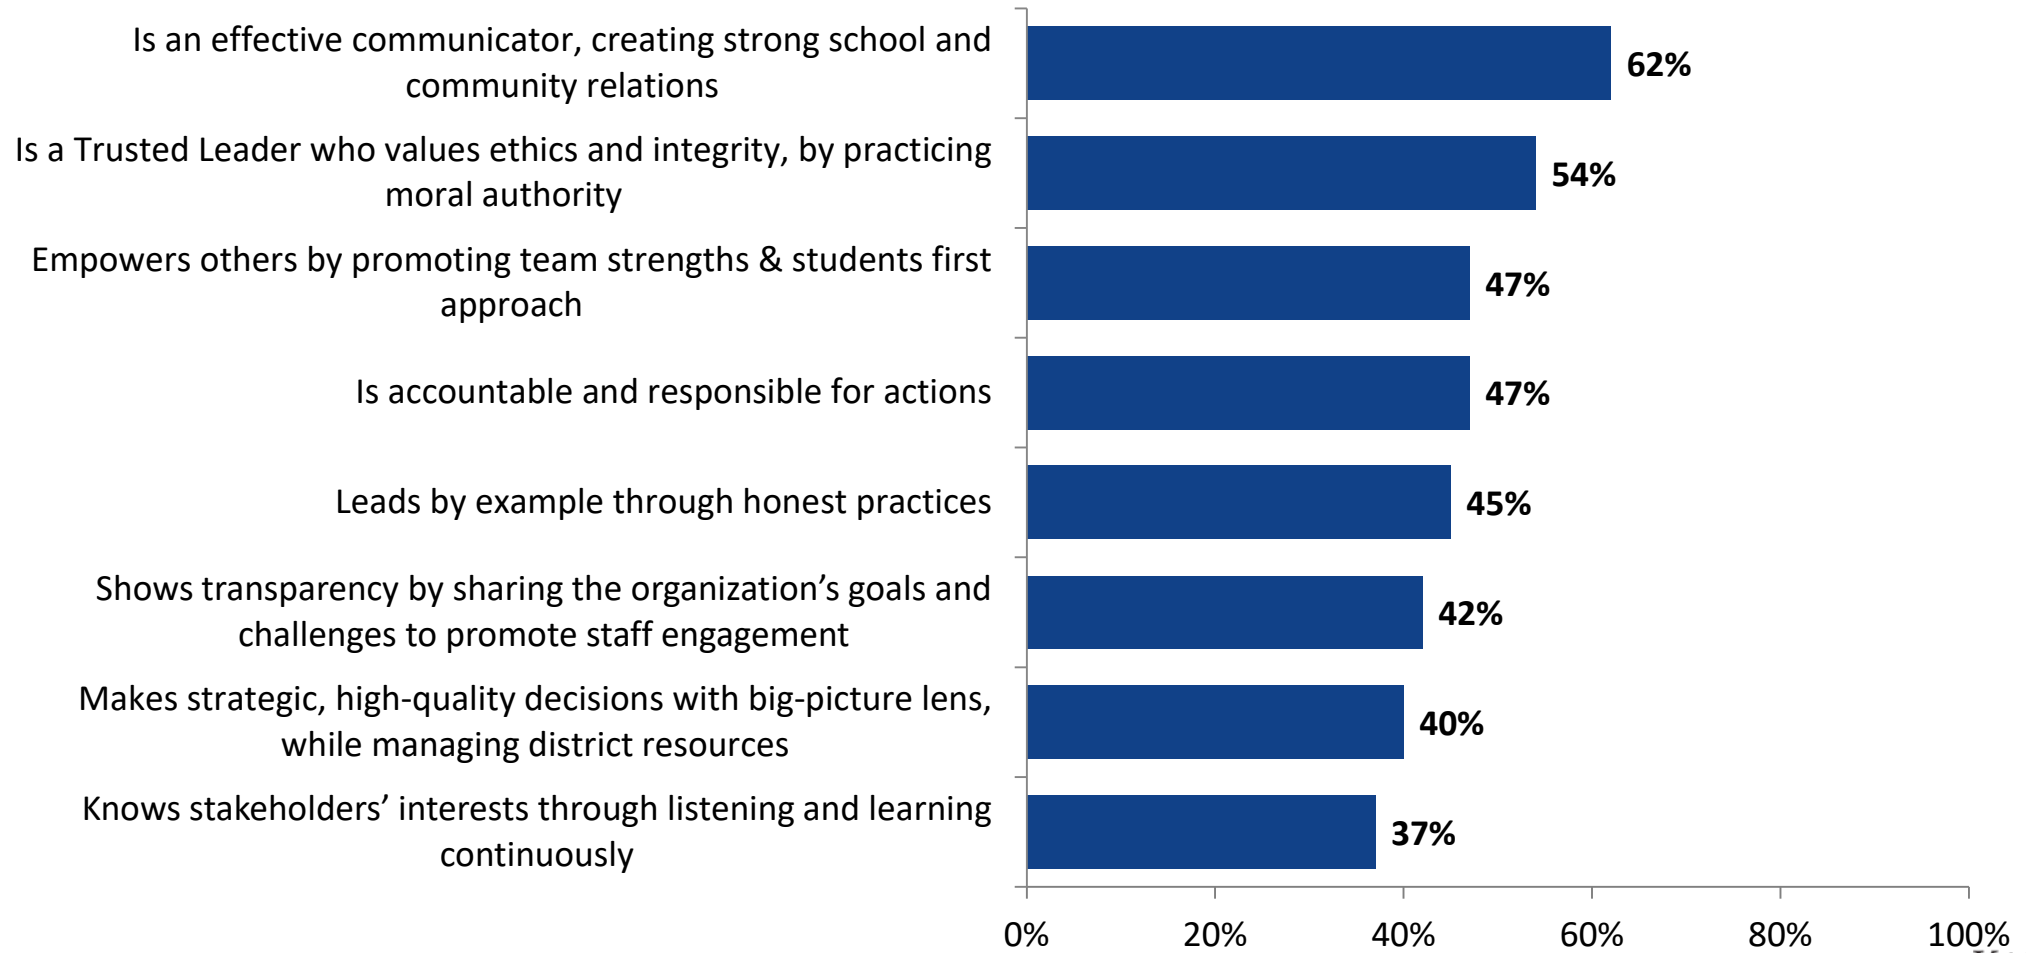 Is an effective communicator, creating strong school and
community relations
62%
Is a Trusted Leader who values ethics and integrity, by practicing
moral authority
54%
Empowers others by promoting team strengths & students first
approach
47%
Is accountable and responsible for actions
47%
Leads by example through honest practices
45%
Shows transparency by sharing the organization’s goals and
challenges to promote staff engagement
42%
Makes strategic, high-quality decisions with big-picture lens,
while managing district resources
40%
Knows stakeholders’ interests through listening and learning
continuously
37%
0% 20% 40% 60% 80% 100%